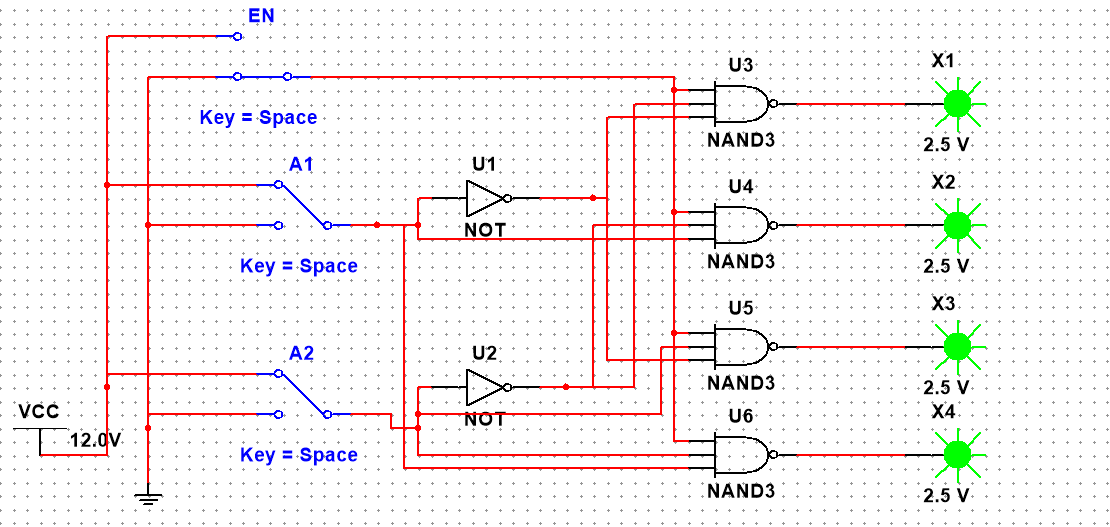 EN
Key = Space
A1
Key = Space
A2
Key = Space
VCC
12.0V
U1
NOT
U2
NOT
U3
NAND3
U4
NAND3
U5
NAND3
U6
NAND3
X1
2.5 V
X2
2.5 V
X3
2.5 V
X4
2.5 V